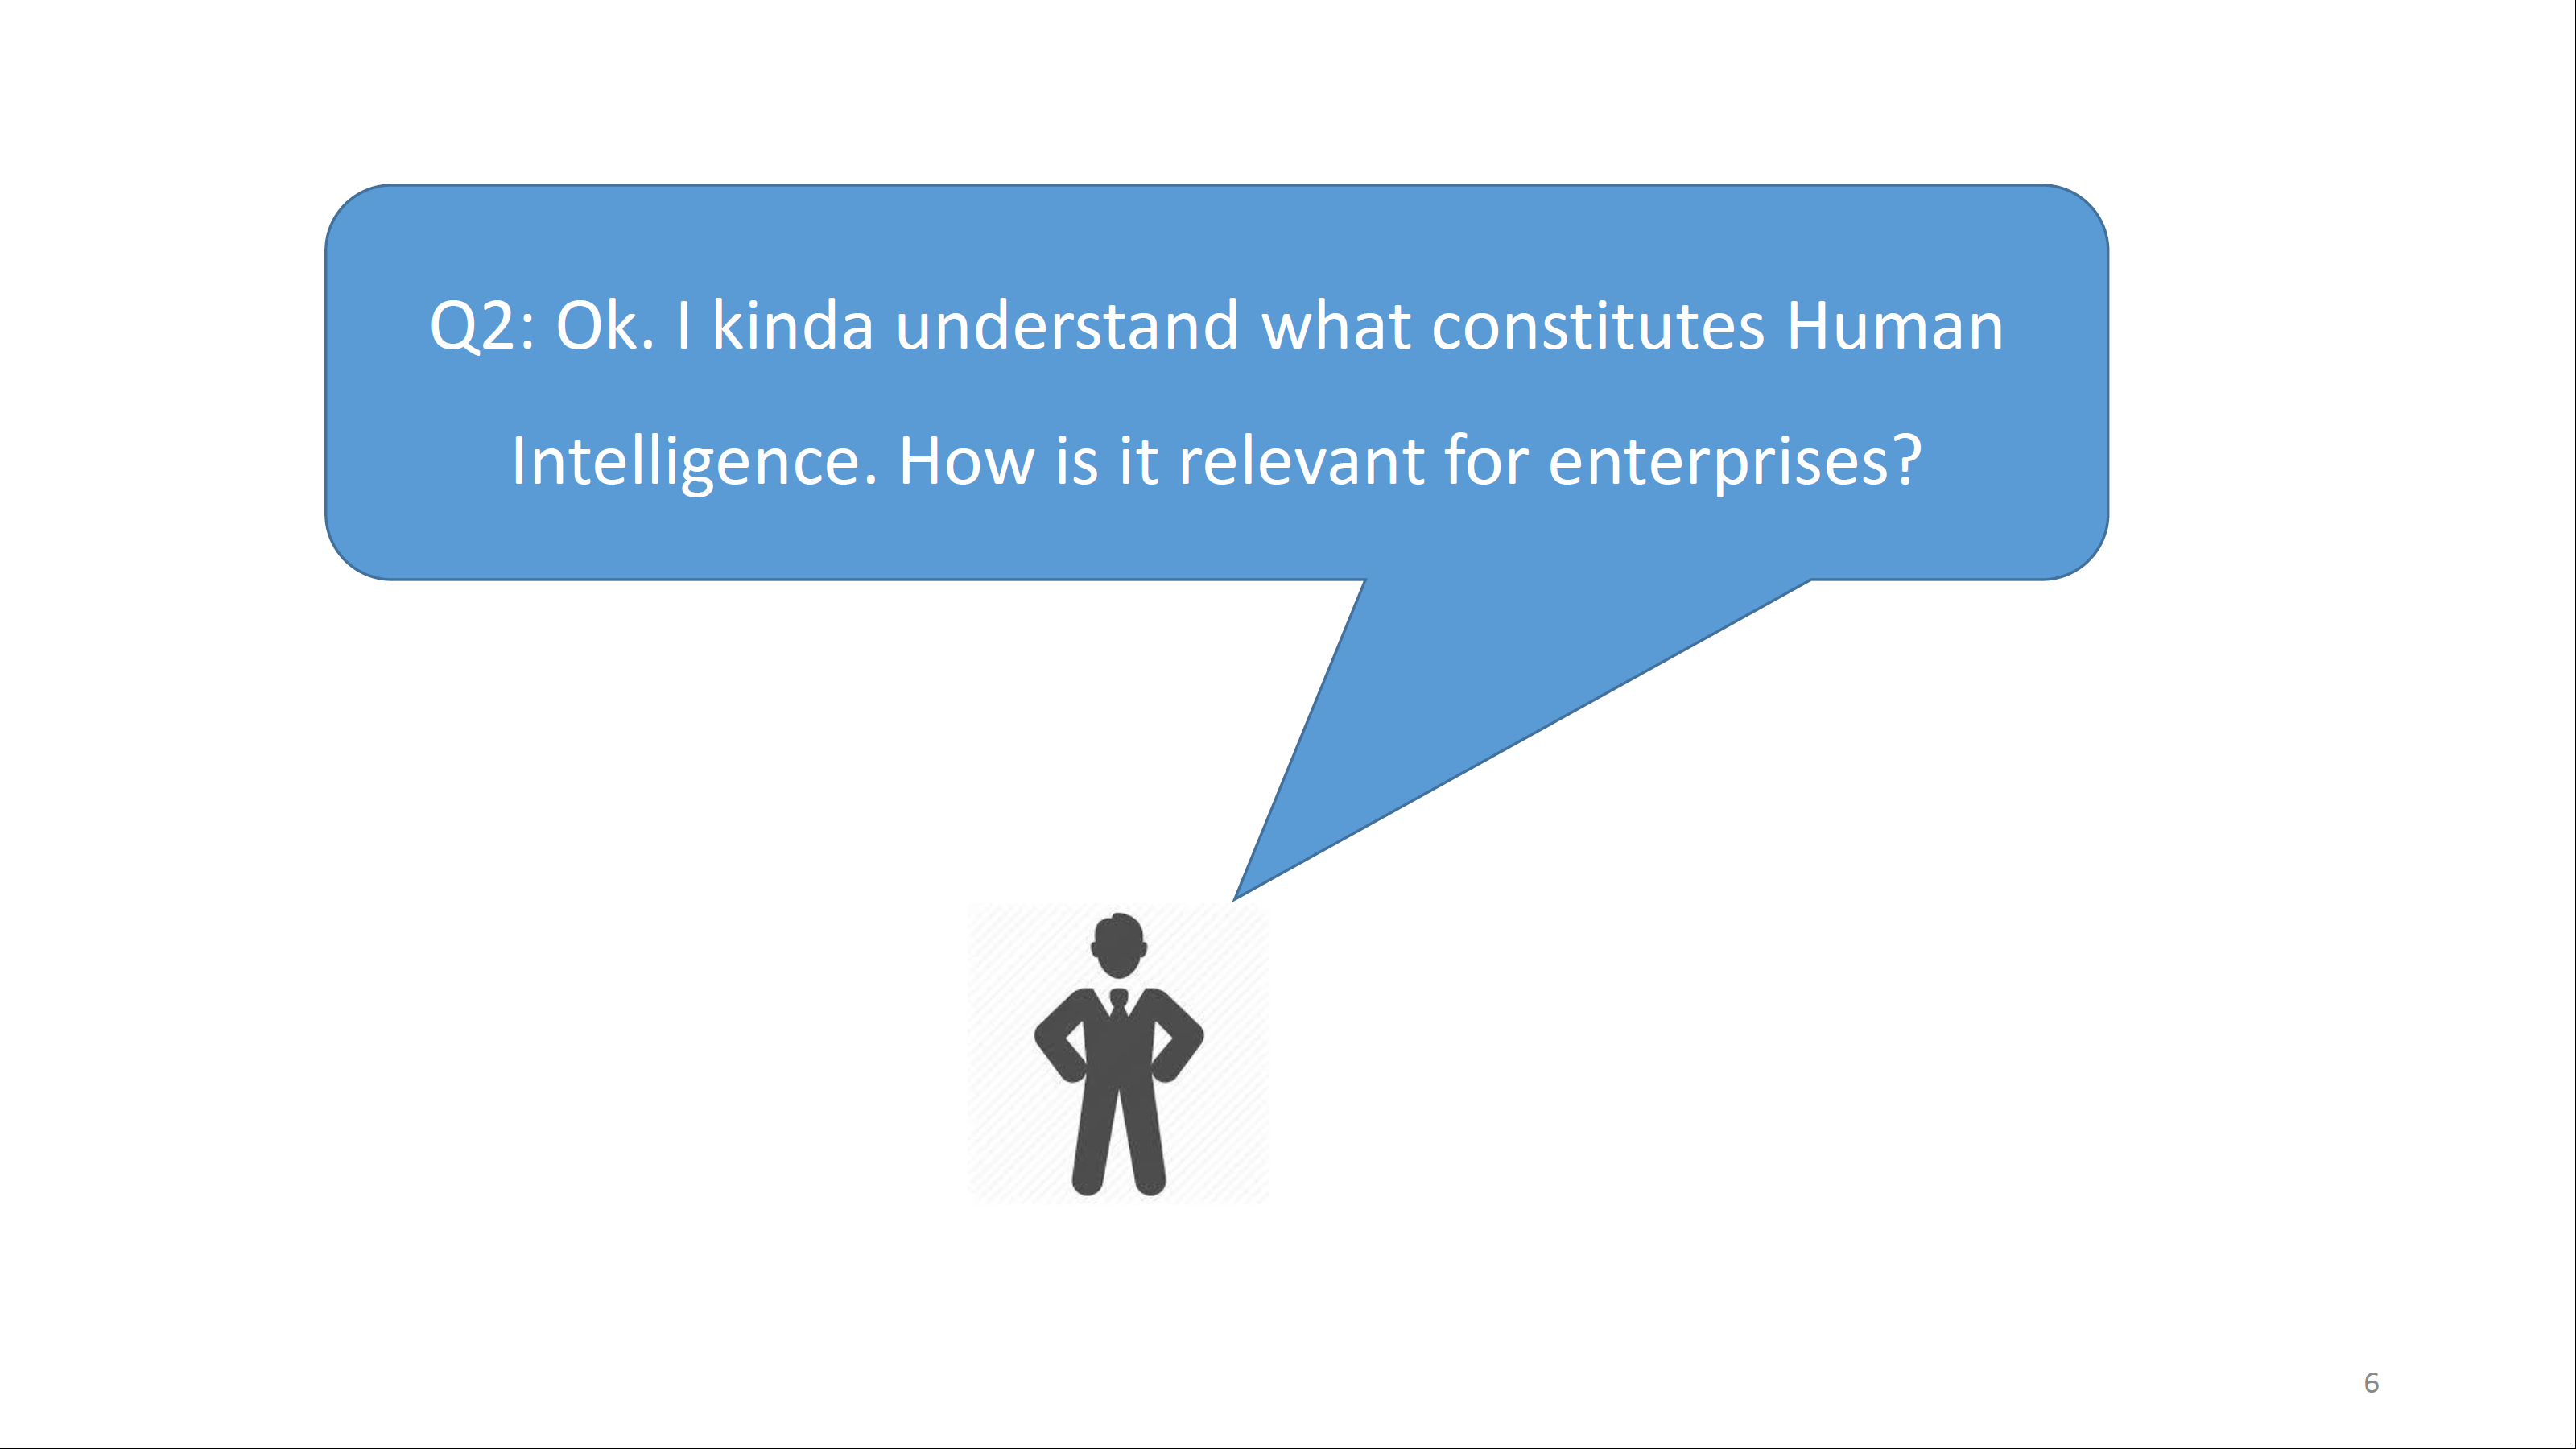 Q2: Ok. I kinda understand what constitutes Human
Intelligence. How is it relevant for enterprises?
6